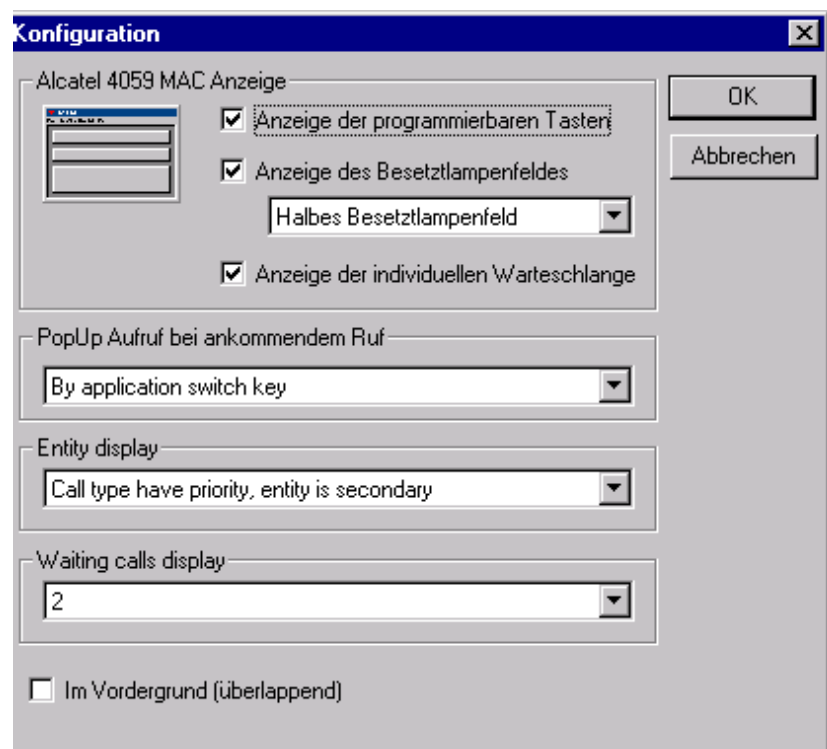 Konfiguration
Alcatel 4059 MAC Anzeige
Anzeige der programmierbaren Tasten
Anzeige des Besetztlampenfeldes
Halbes Besetztlampenfeld
Anzeige der individuellen Warteschlange
OK
Abbrechen
PopUp Aufruf bei ankommendem Ruf
By application switch key
Entity display
Call type have priority, entity is secondary
Waiting calls display
2
Im Vordergrund (überlappend)